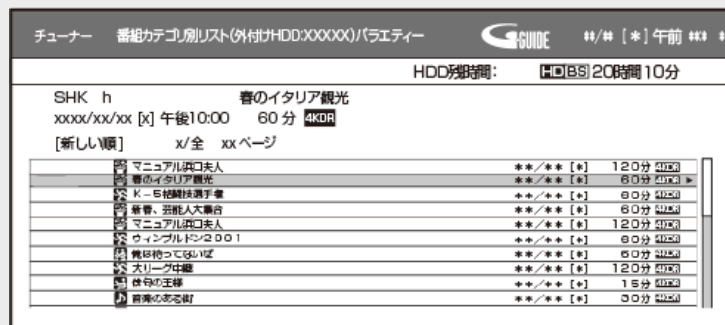 チューナー 番組カテゴリ別リスト(外付けHDD:XXXXX)/バラエティー G-GUIDE ##/# [*]午前 ##:
HDD残時間: HD BS 20時間10分
SHK h 春のイタリア観光
xxxx/xx/xx [x] 午後10:00 60 分 4KDR
[新しい順] x/全 xxページ
マニュアル浜口夫人 **/** [*] 120分 4KDR
春のイタリア観光 **/** [*] 60分 4KDR
K-5格闘技選手権 ++/++ [+] 60分 4KDR
新春、芸能人大集合 **/** [*] 60分 4KDR
マニュアル浜口夫人 **/** [*] 120分 4KDR
ウィンブルドン2001 ++/++ [+] 60分 4KDR
俺は待ってないぜ **/** [*] 60分 4KDR
大リーグ中継 **/** [*] 120分 4KDR
俳句の王様 ++/++ [+] 15分 4KDR
音楽のある街 **/** [*] 30分 4KDR